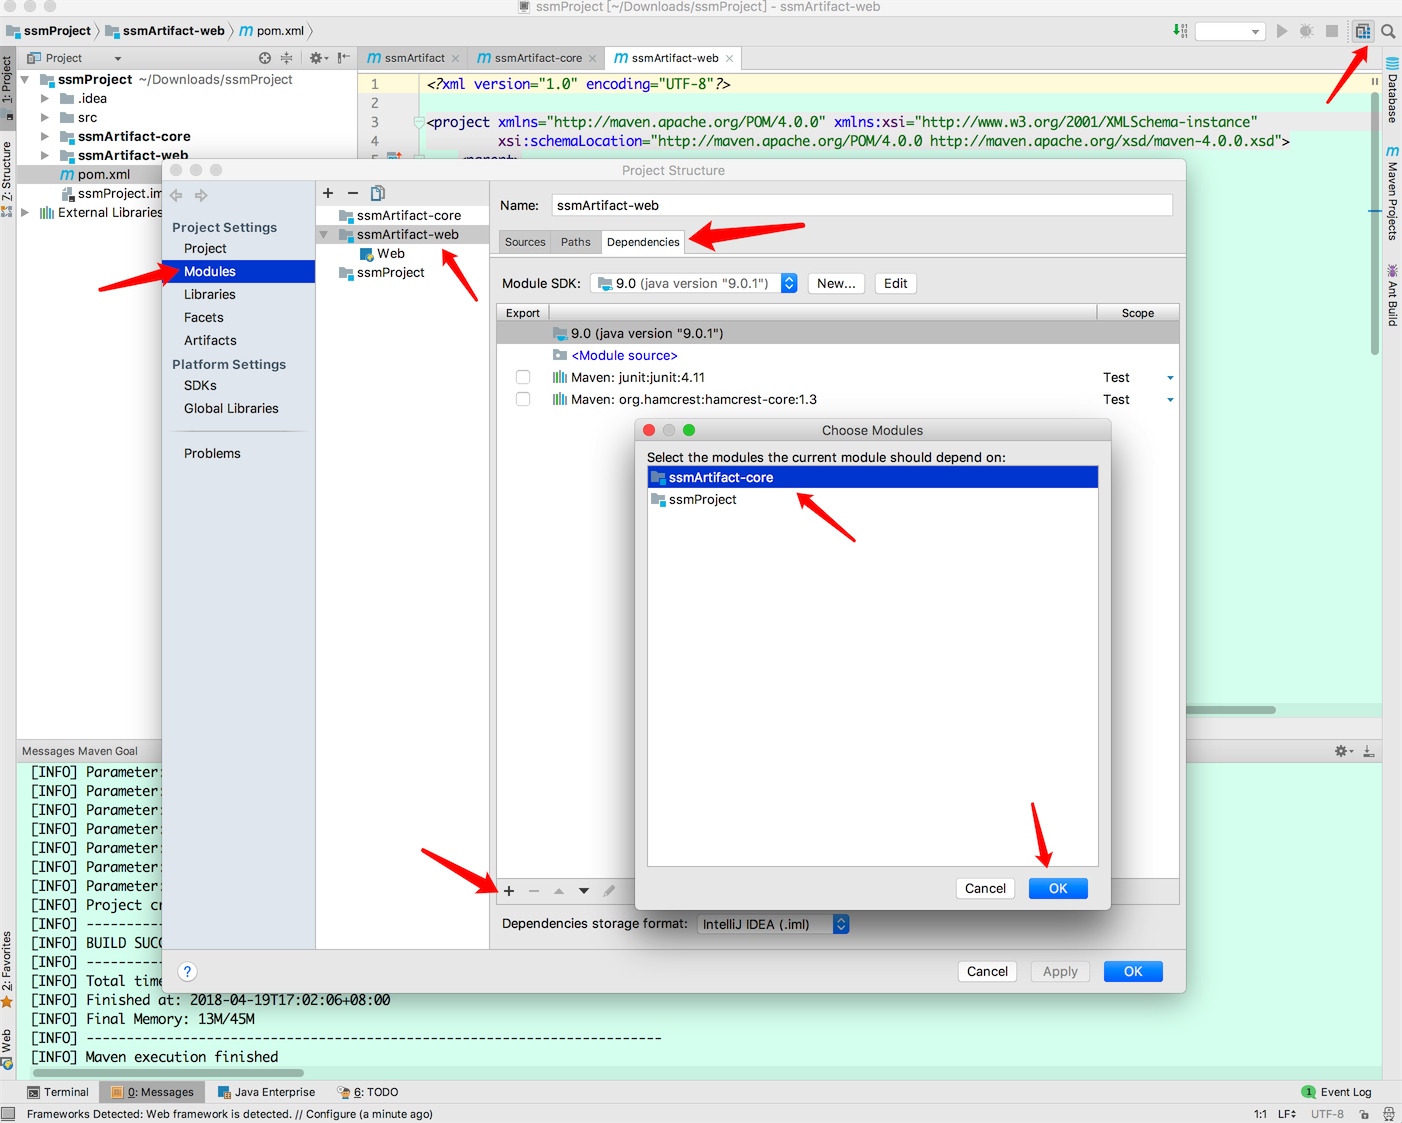 ssmProject [~/Downloads/ssmProject] - ssmArtifact-web
ssmProject
ssmArtifact-web
pom.xml
Project
ssmArtifact
ssmArtifact-core
ssmArtifact-web
1: Project
Z: Structure
2: Favorites
Web
ssmProject ~/Downloads/ssmProject
.idea
src
ssmArtifact-core
ssmArtifact-web
pom.xml
ssmProject.im
External Libraries
1 <?xml version="1.0" encoding="UTF-8"?>
2
3 <project xmlns="http://maven.apache.org/POM/4.0.0" xmlns:xsi="http://www.w3.org/2001/XMLSchema-instance"
4 xsi:schemaLocation="http://maven.apache.org/POM/4.0.0 http://maven.apache.org/xsd/maven-4.0.0.xsd">
5 <parent>
Database
Maven Projects
Ant Build
Project Structure
Project Settings
Project
Modules
Libraries
Facets
Artifacts
Platform Settings
SDKs
Global Libraries
Problems
ssmArtifact-core
ssmArtifact-web
Web
ssmProject
Name: ssmArtifact-web
Sources Paths Dependencies
Module SDK: 9.0 (java version "9.0.1") New... Edit
Export Scope
9.0 (java version "9.0.1")
<Module source>
Maven: junit:junit:4.11 Test
Maven: org.hamcrest:hamcrest-core:1.3 Test
Choose Modules
Select the modules the current module should depend on:
ssmArtifact-core
ssmProject
Cancel OK
Dependencies storage format: IntelliJ IDEA (.iml)
? Cancel Apply OK
Messages Maven Goal
[INFO] Parameter:
[INFO] Parameter:
[INFO] Parameter:
[INFO] Parameter:
[INFO] Parameter:
[INFO] Parameter:
[INFO] Parameter:
[INFO] Project cr
[INFO] ----------
[INFO] BUILD SUCC
[INFO] ----------
[INFO] Total time
[INFO] Finished at: 2018-04-19T17:02:06+08:00
[INFO] Final Memory: 13M/45M
[INFO] ------------------------------------------------------------------------
[INFO] Maven execution finished
Terminal 0: Messages Java Enterprise 6: TODO 1 Event Log
Frameworks Detected: Web framework is detected. // Configure (a minute ago) 1:1 LF UTF-8